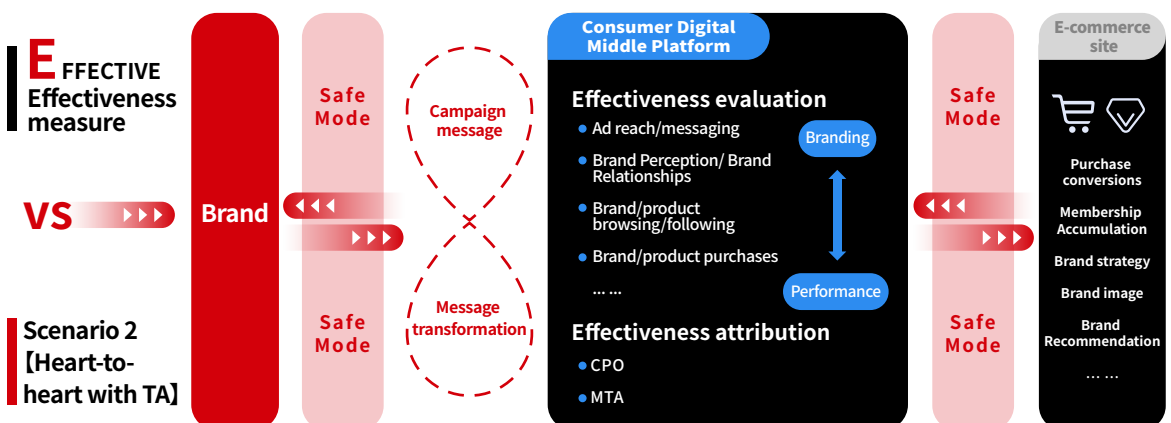 E FFECTIVE
Effectiveness
measure
VS
Scenario 2
【Heart-to-
heart with TA】
Brand
Safe
Mode
Safe
Mode
Campaign
message
Message
transformation
Consumer Digital
Middle Platform
Effectiveness evaluation
Ad reach/messaging
Brand Perception/ Brand
Relationships
Brand/product
browsing/following
Brand/product purchases
... ...
Branding
Performance
Effectiveness attribution
CPO
MTA
Safe
Mode
Safe
Mode
E-commerce
site
Purchase
conversions
Membership
Accumulation
Brand strategy
Brand image
Brand
Recommendation
... ...